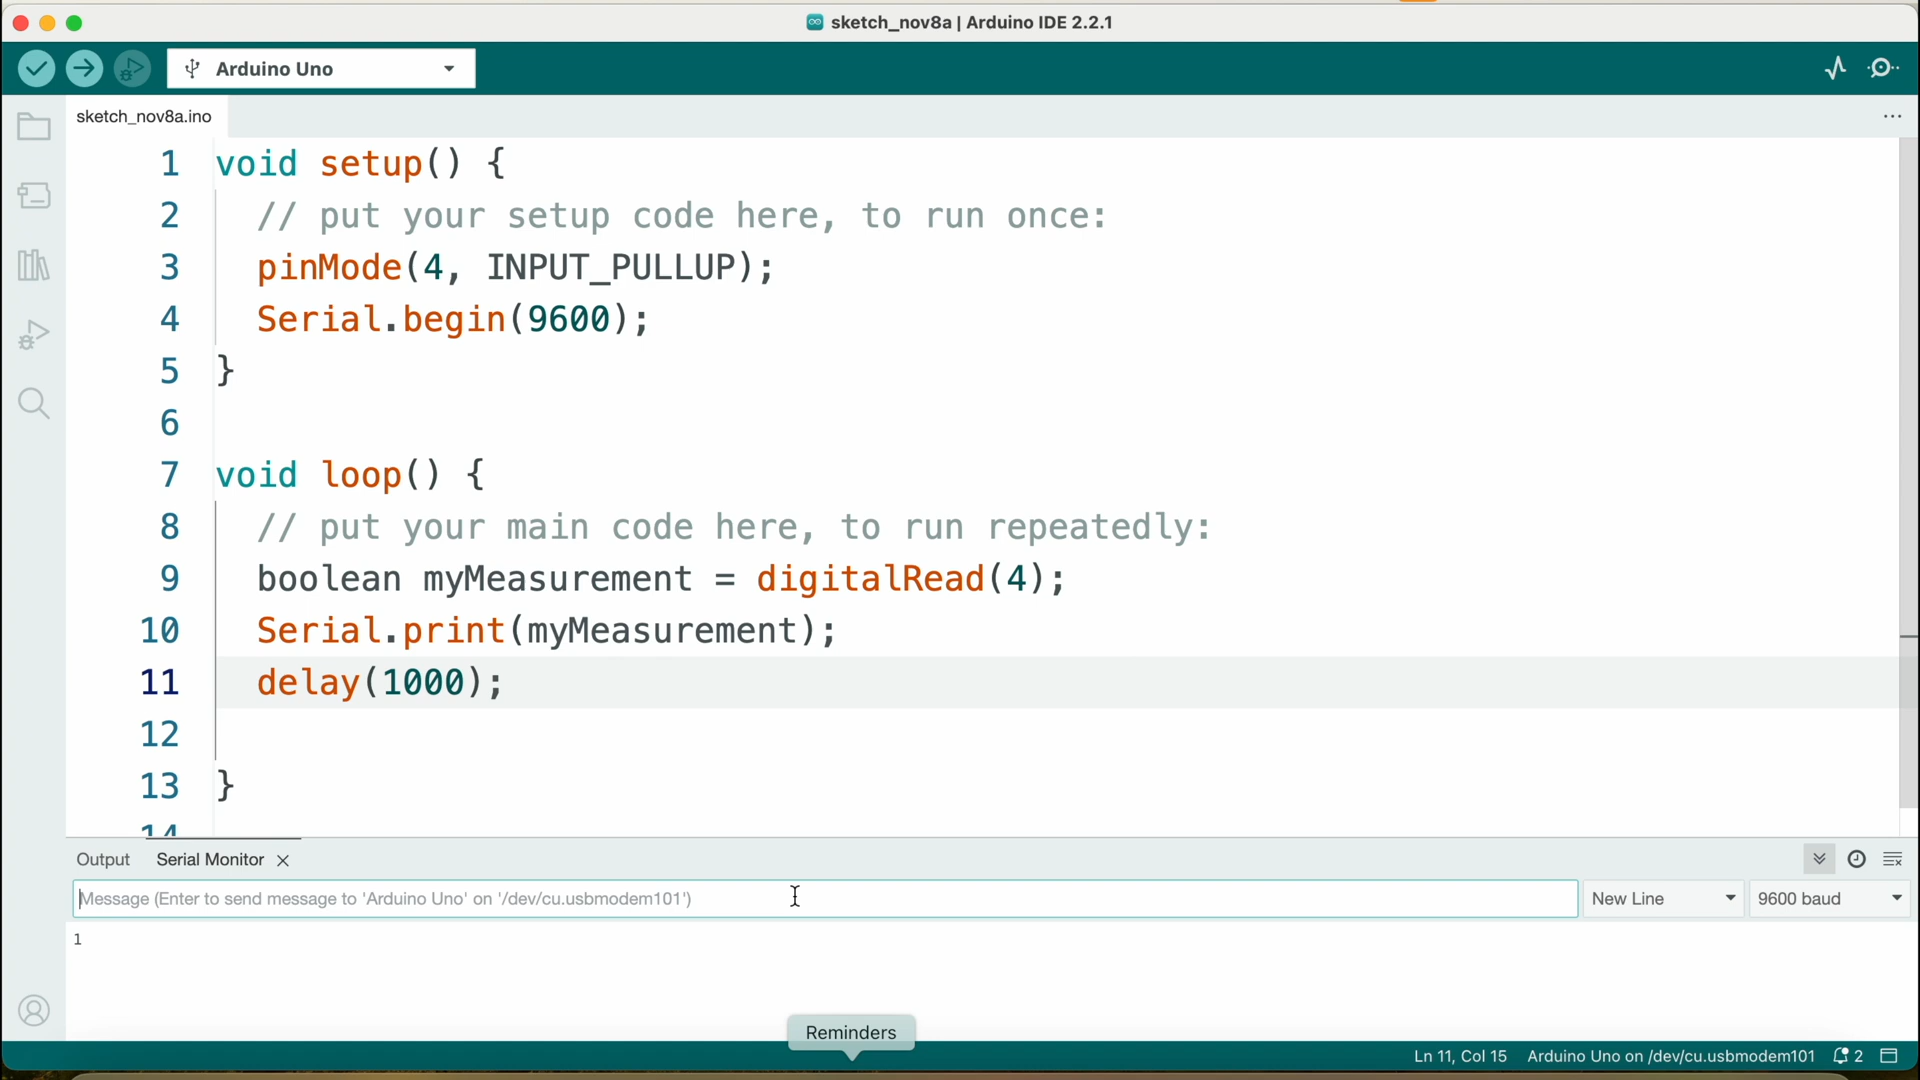 sketch_nov8a | Arduino IDE 2.2.1
Arduino Uno
sketch_nov8a.ino
1 void setup() {
2 // put your setup code here, to run once:
3 pinMode(4, INPUT_PULLUP);
4 Serial.begin(9600);
5 }
6
7 void loop() {
8 // put your main code here, to run repeatedly:
9 boolean myMeasurement = digitalRead(4);
10 Serial.print(myMeasurement);
11 delay(1000);
12
13 }
14
Output Serial Monitor
Message (Enter to send message to 'Arduino Uno' on '/dev/cu.usbmodem101') New Line 9600 baud
1
Reminders
Ln 11, Col 15 Arduino Uno on /dev/cu.usbmodem101 2